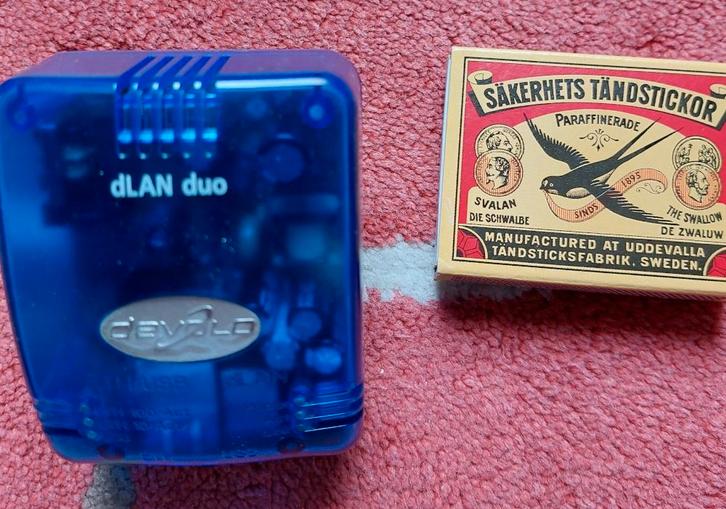 dLAN duo
devolo
SÄKERHETS TÄNDSTICKOR
PARAFFINERADE
SVALAN
DIE SCHWALBE
SINDS 1895
THE SWALLOW
DE ZWALUW
MANUFACTURED AT UDDEVALLA
TÄNDSTICKSFABRIK. SWEDEN.